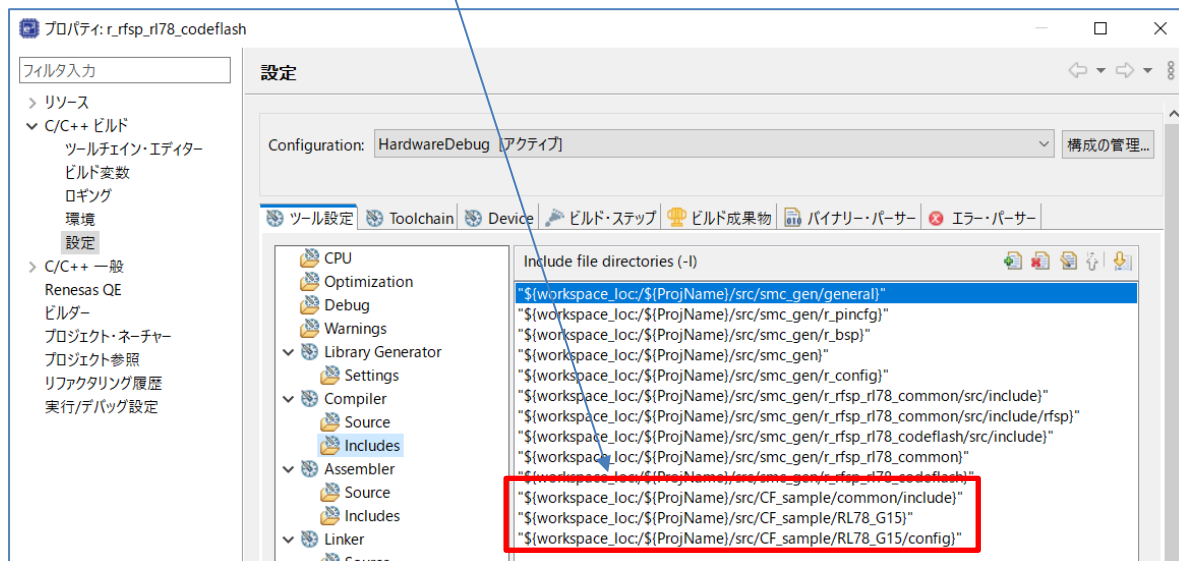 プロパティ: r_rfsp_rl78_codeflash
フィルタ入力
設定
リソース
C/C++ ビルド
ツールチェイン・エディター
ビルド変数
ロギング
環境
設定
C/C++ 一般
Renesas QE
ビルダー
プロジェクト・ネーチャー
プロジェクト参照
リファクタリング履歴
実行/デバッグ設定
Configuration: HardwareDebug [アクティブ] 構成の管理...
ツール設定 Toolchain Device ビルド・ステップ ビルド成果物 バイナリー・パーサー エラー・パーサー
CPU
Optimization
Debug
Warnings
Library Generator
Settings
Compiler
Source
Includes
Assembler
Source
Includes
Linker
Source
Include file directories (-I)
"${workspace_loc:/${ProjName}/src/smc_gen/general}"
"${workspace_loc:/${ProjName}/src/smc_gen/r_pincfg}"
"${workspace_loc:/${ProjName}/src/smc_gen/r_bsp}"
"${workspace_loc:/${ProjName}/src/smc_gen}"
"${workspace_loc:/${ProjName}/src/smc_gen/r_config}"
"${workspace_loc:/${ProjName}/src/smc_gen/r_rfsp_rl78_common/src/include}"
"${workspace_loc:/${ProjName}/src/smc_gen/r_rfsp_rl78_common/src/include/rfsp}"
"${workspace_loc:/${ProjName}/src/smc_gen/r_rfsp_rl78_codeflash/src/include}"
"${workspace_loc:/${ProjName}/src/smc_gen/r_rfsp_rl78_common}"
"${workspace_loc:/${ProjName}/src/smc_gen/r_rfsp_rl78_codeflash}"
"${workspace_loc:/${ProjName}/src/CF_sample/common/include}"
"${workspace_loc:/${ProjName}/src/CF_sample/RL78_G15}"
"${workspace_loc:/${ProjName}/src/CF_sample/RL78_G15/config}"